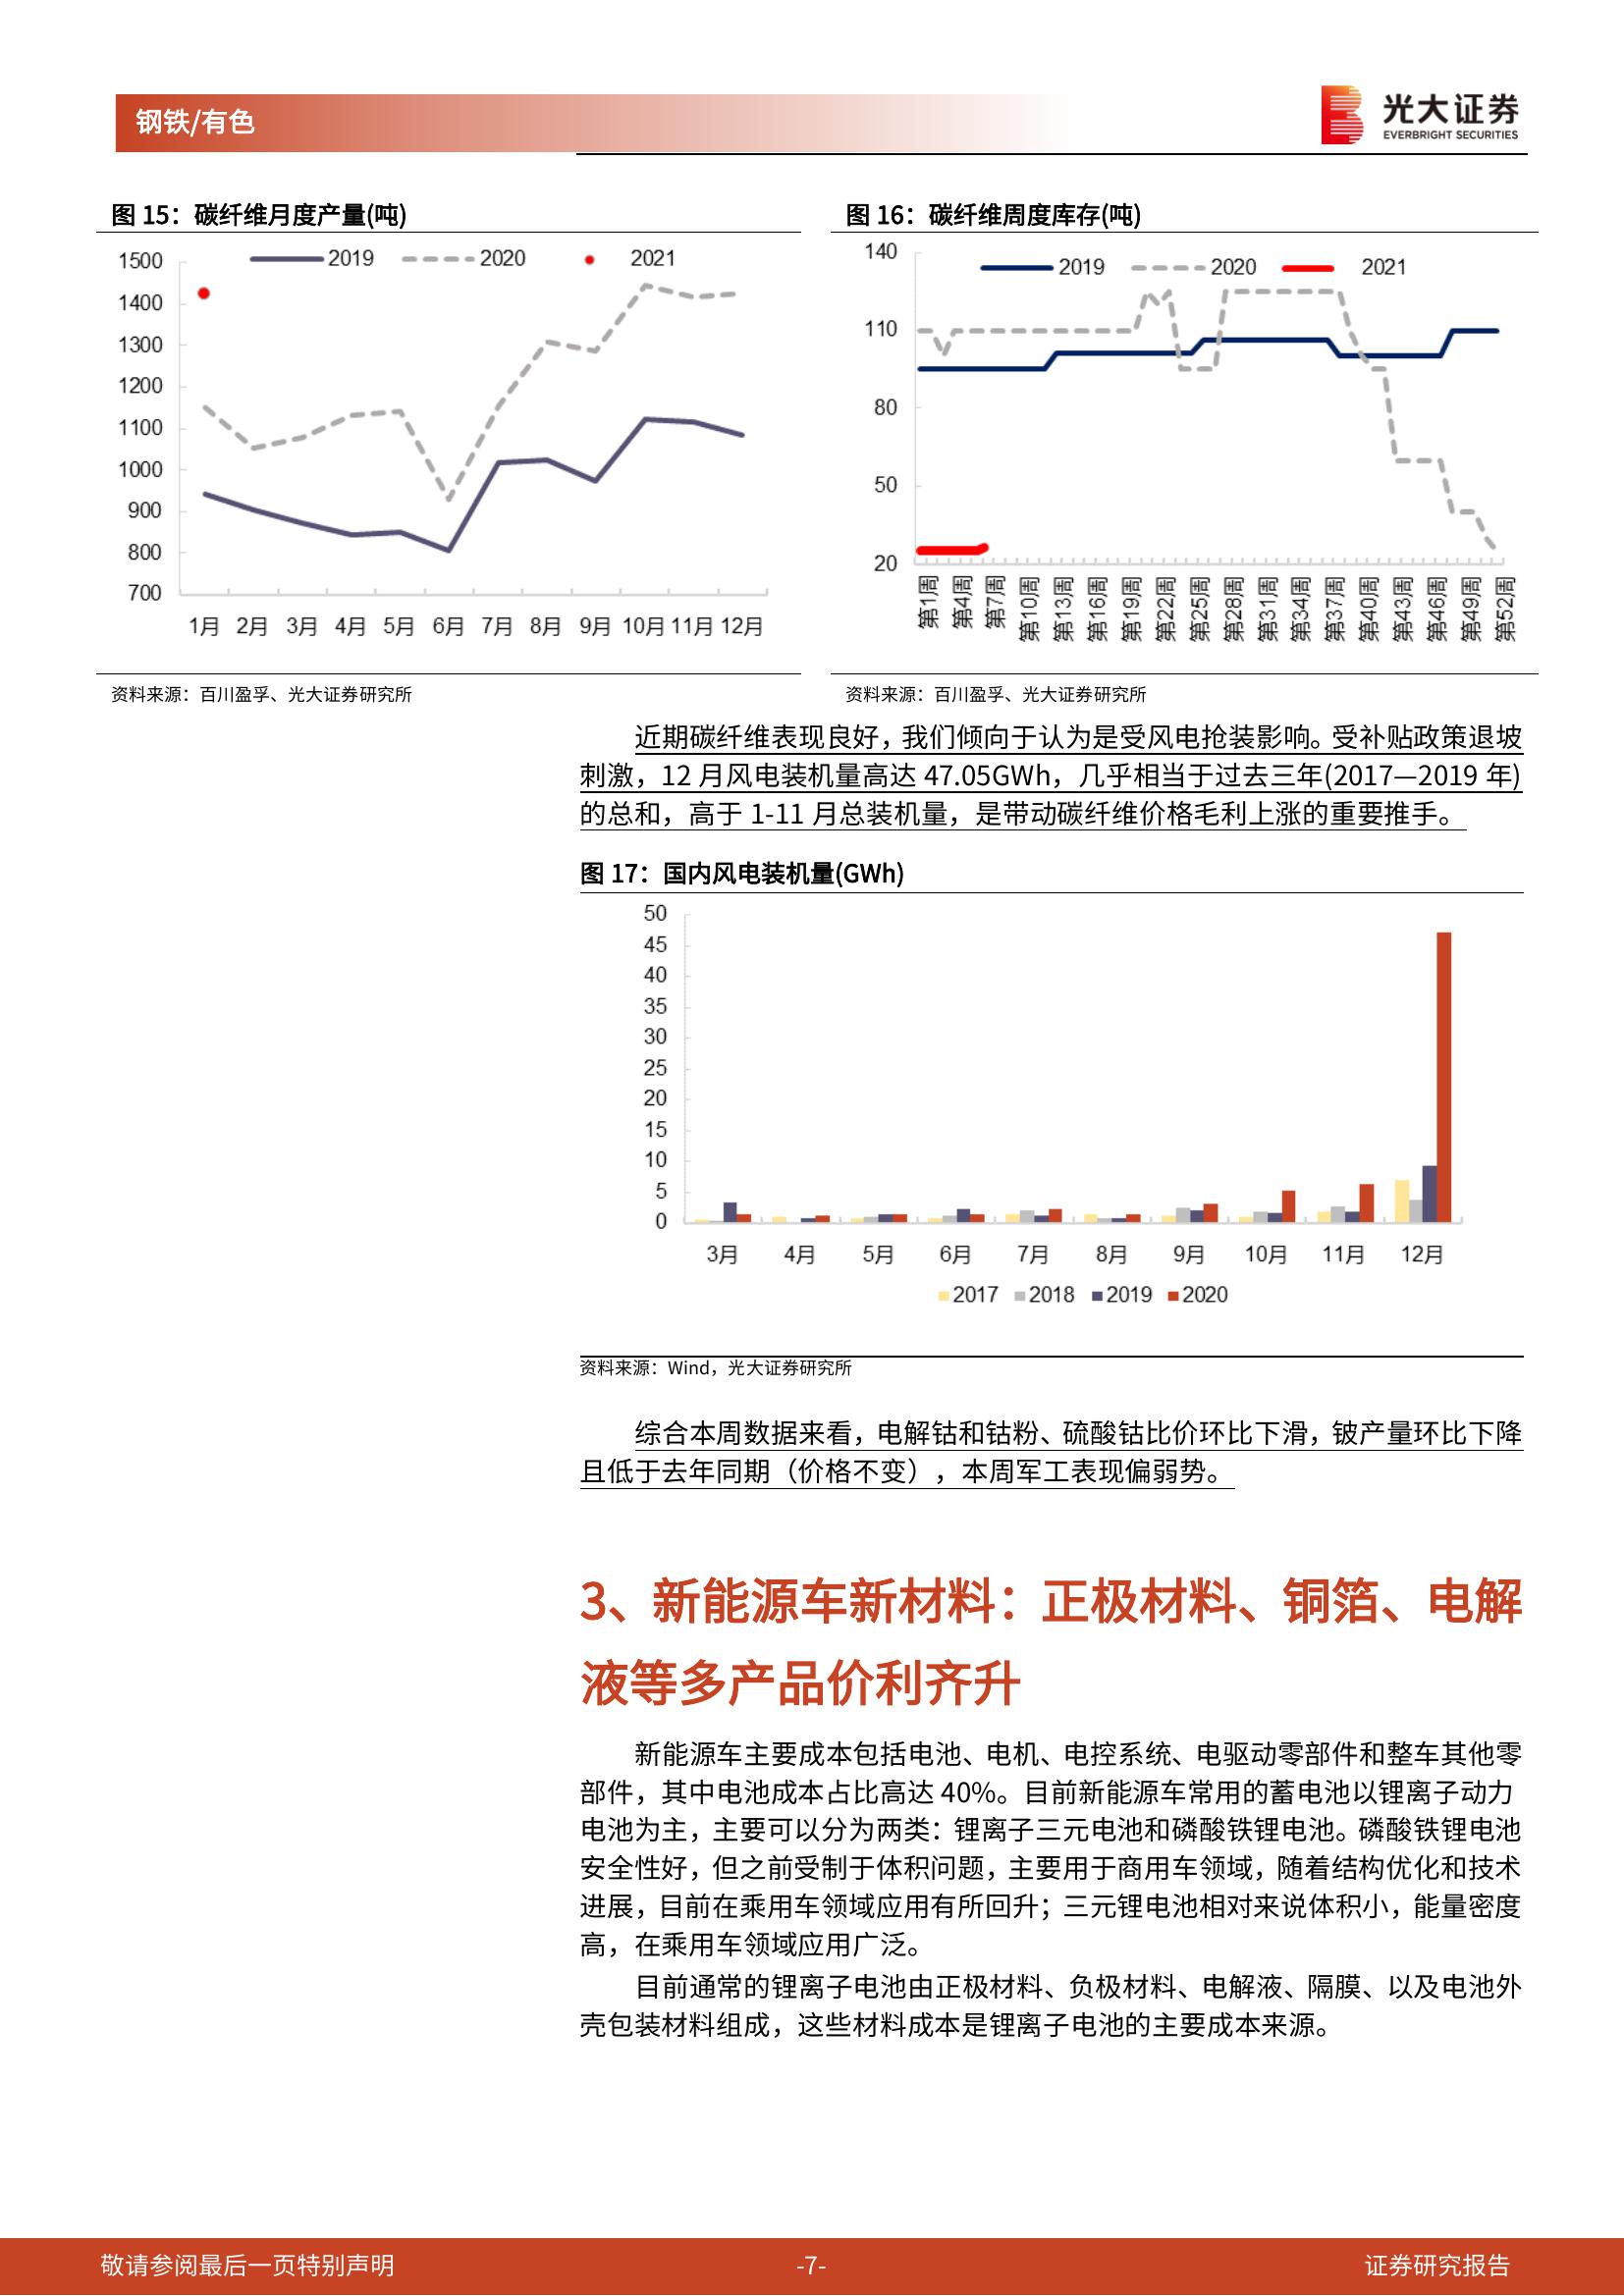 钢铁/有色
光大证券
EVERBRIGHT SECURITIES
图 15：碳纤维月度产量(吨)
1500
1400
1300
1200
1100
1000
900
800
700
2019
2020
2021
1月 2月 3月 4月 5月 6月 7月 8月 9月 10月 11月 12月
资料来源：百川盈孚、光大证券研究所
图 16：碳纤维周度库存(吨)
140
110
80
50
20
2019
2020
2021
第1周 第4周 第7周 第10周 第13周 第16周 第19周 第22周 第25周 第28周 第31周 第34周 第37周 第40周 第43周 第46周 第49周 第52周
资料来源：百川盈孚、光大证券研究所
近期碳纤维表现良好，我们倾向于认为是受风电抢装影响。受补贴政策退坡
刺激，12 月风电装机量高达 47.05GWh，几乎相当于过去三年(2017—2019 年)
的总和，高于 1-11 月总装机量，是带动碳纤维价格毛利上涨的重要推手。
图 17：国内风电装机量(GWh)
50
45
40
35
30
25
20
15
10
5
0
3月 4月 5月 6月 7月 8月 9月 10月 11月 12月
2017 2018 2019 2020
资料来源：Wind，光大证券研究所
综合本周数据来看，电解钴和钴粉、硫酸钴比价环比下滑，铍产量环比下降
且低于去年同期（价格不变），本周军工表现偏弱势。
3、新能源车新材料：正极材料、铜箔、电解
液等多产品价利齐升
新能源车主要成本包括电池、电机、电控系统、电驱动零部件和整车其他零
部件，其中电池成本占比高达 40%。目前新能源车常用的蓄电池以锂离子动力
电池为主，主要可以分为两类：锂离子三元电池和磷酸铁锂电池。磷酸铁锂电池
安全性好，但之前受制于体积问题，主要用于商用车领域，随着结构优化和技术
进展，目前在乘用车领域应用有所回升；三元锂电池相对来说体积小，能量密度
高，在乘用车领域应用广泛。
目前通常的锂离子电池由正极材料、负极材料、电解液、隔膜、以及电池外
壳包装材料组成，这些材料成本是锂离子电池的主要成本来源。
敬请参阅最后一页特别声明
-7-
证券研究报告